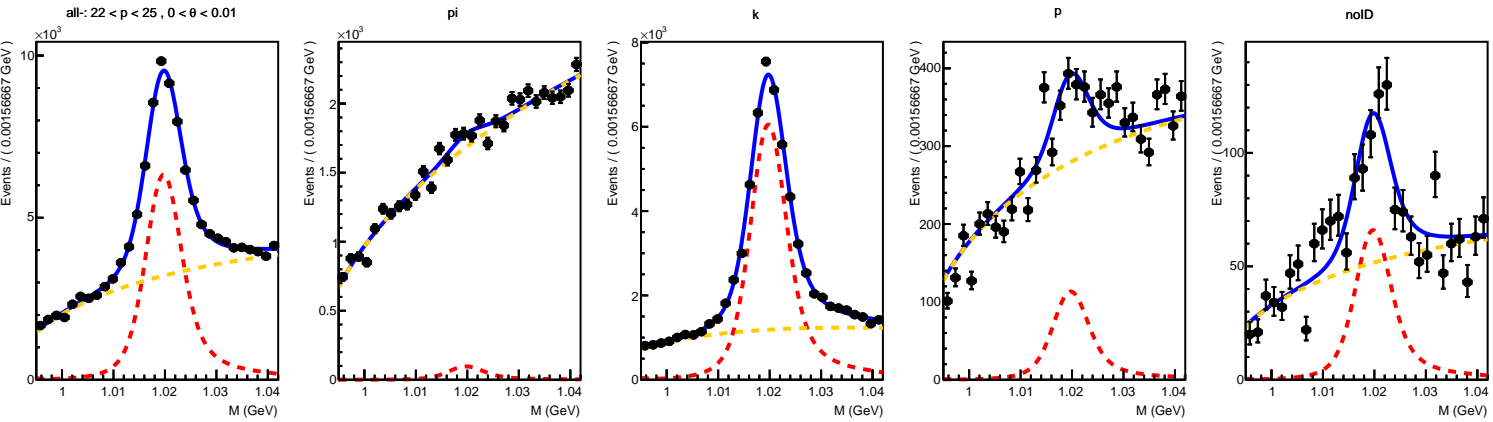 all-: 22 < p < 25 , 0 < θ < 0.01
×10³
Events / ( 0.00156667 GeV )
10
5
0
1 1.01 1.02 1.03 1.04
M (GeV)
pi
×10³
Events / ( 0.00156667 GeV )
2
1.5
1
0.5
0
1 1.01 1.02 1.03 1.04
M (GeV)
k
×10³
Events / ( 0.00156667 GeV )
8
6
4
2
0
1 1.01 1.02 1.03 1.04
M (GeV)
p
Events / ( 0.00156667 GeV )
400
300
200
100
0
1 1.01 1.02 1.03 1.04
M (GeV)
noID
Events / ( 0.00156667 GeV )
100
50
0
1 1.01 1.02 1.03 1.04
M (GeV)